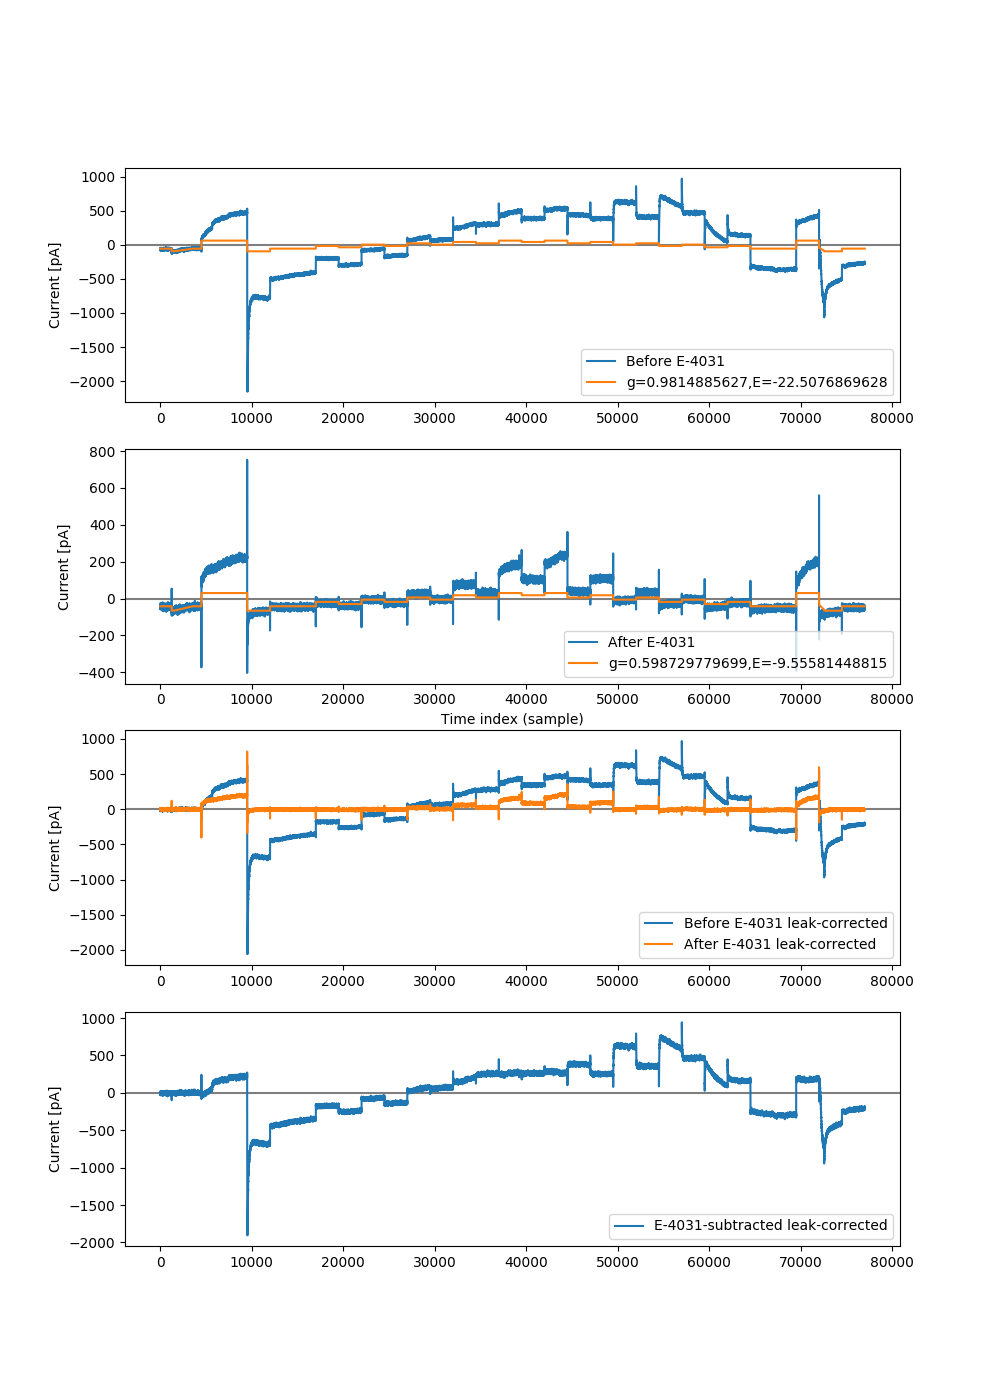 1000
500
0
−500
−1000
−1500
−2000
Current [pA]
Before E-4031
g=0.9814885627,E=-22.5076869628
0 10000 20000 30000 40000 50000 60000 70000 80000
800
600
400
200
0
−200
−400
Current [pA]
After E-4031
g=0.598729779699,E=-9.55581448815
0 10000 20000 30000 40000 50000 60000 70000 80000
Time index (sample)
1000
500
0
−500
−1000
−1500
−2000
Current [pA]
Before E-4031 leak-corrected
After E-4031 leak-corrected
0 10000 20000 30000 40000 50000 60000 70000 80000
1000
500
0
−500
−1000
−1500
−2000
Current [pA]
E-4031-subtracted leak-corrected
0 10000 20000 30000 40000 50000 60000 70000 80000